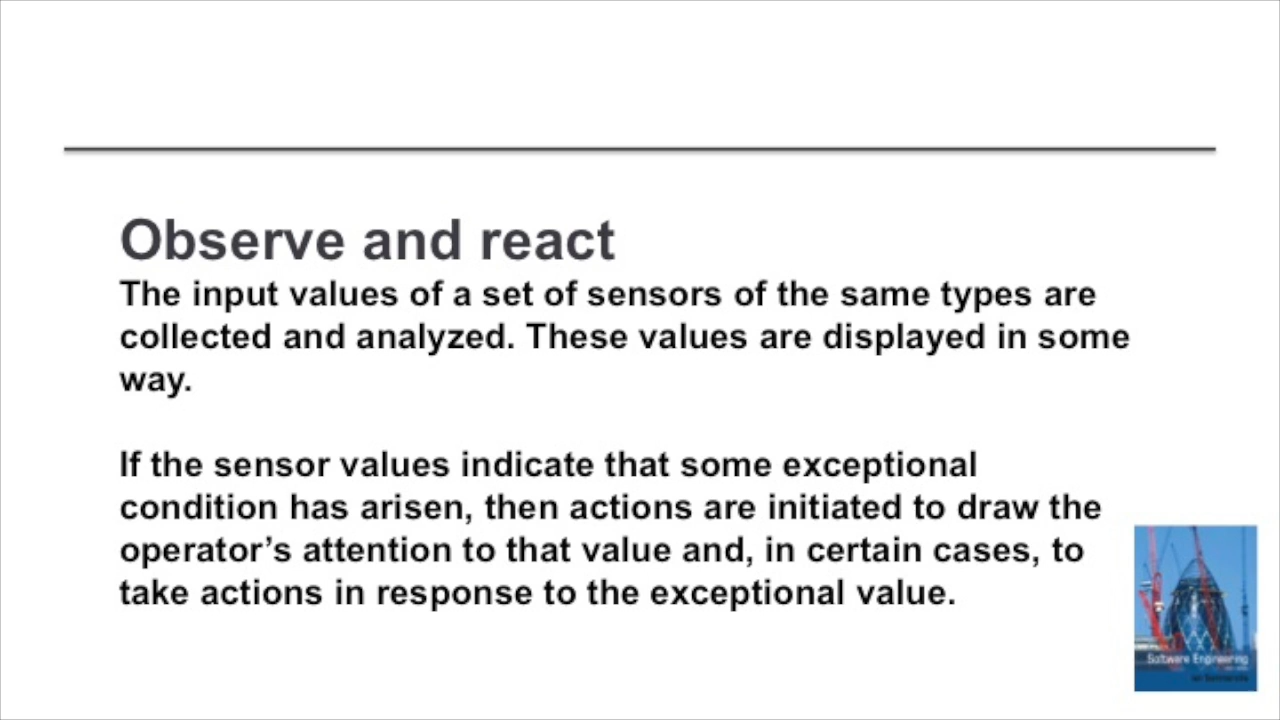 Observe and react
The input values of a set of sensors of the same types are
collected and analyzed. These values are displayed in some
way.
If the sensor values indicate that some exceptional
condition has arisen, then actions are initiated to draw the
operator’s attention to that value and, in certain cases, to
take actions in response to the exceptional value.
Software Engineering